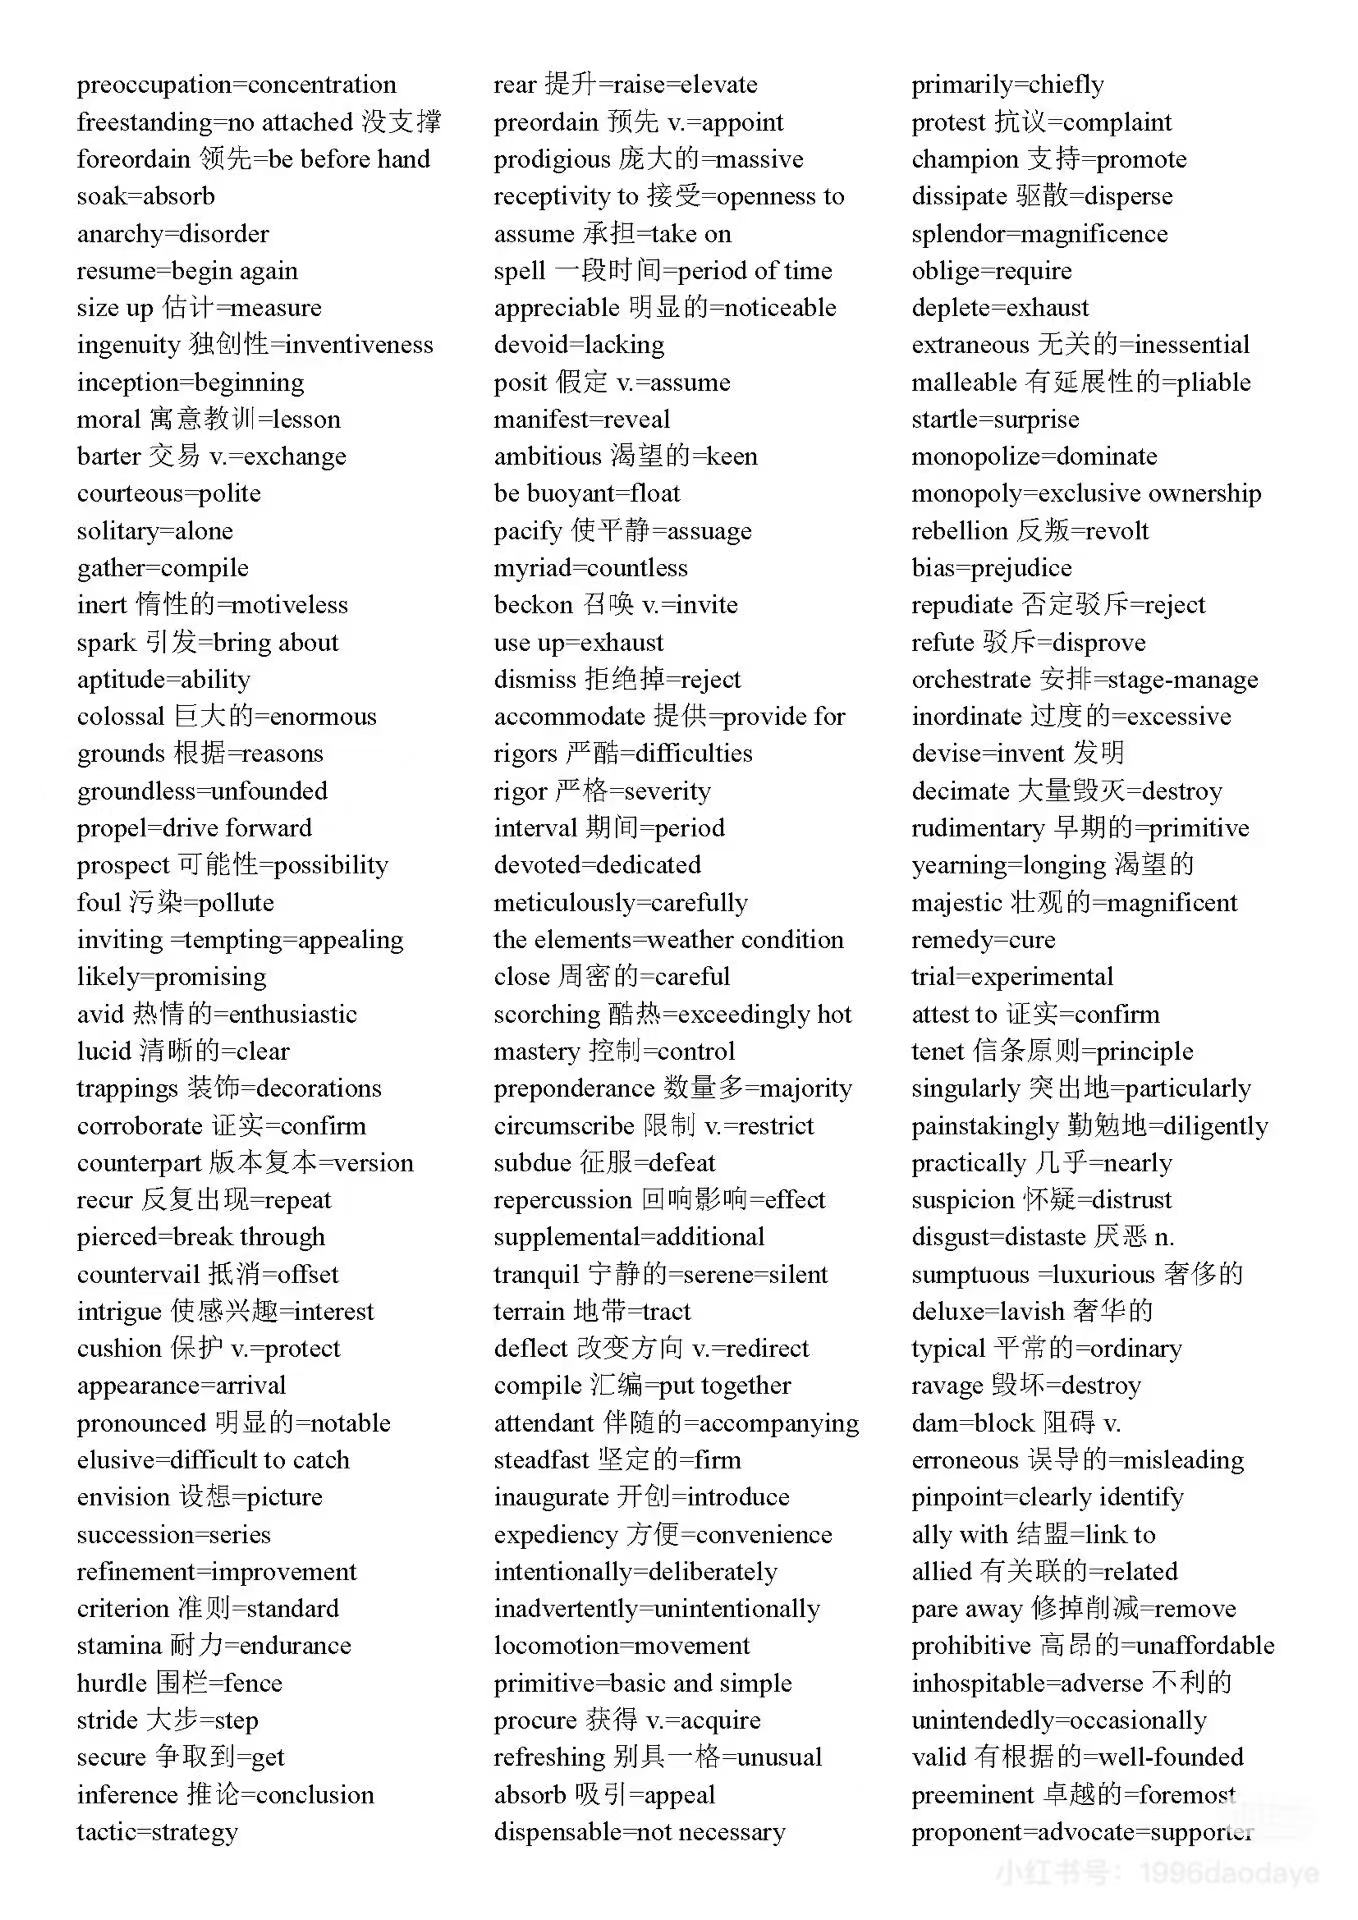 preoccupation=concentration
freestanding=no attached 没支撑
foreordain 领先=be before hand
soak=absorb
anarchy=disorder
resume=begin again
size up 估计=measure
ingenuity 独创性=inventiveness
inception=beginning
moral 寓意教训=lesson
barter 交易 v.=exchange
courteous=polite
solitary=alone
gather=compile
inert 惰性的=motiveless
spark 引发=bring about
aptitude=ability
colossal 巨大的=enormous
grounds 根据=reasons
groundless=unfounded
propel=drive forward
prospect 可能性=possibility
foul 污染=pollute
inviting =tempting=appealing
likely=promising
avid 热情的=enthusiastic
lucid 清晰的=clear
trappings 装饰=decorations
corroborate 证实=confirm
counterpart 版本复本=version
recur 反复出现=repeat
pierced=break through
countervail 抵消=offset
intrigue 使感兴趣=interest
cushion 保护 v.=protect
appearance=arrival
pronounced 明显的=notable
elusive=difficult to catch
envision 设想=picture
succession=series
refinement=improvement
criterion 准则=standard
stamina 耐力=endurance
hurdle 围栏=fence
stride 大步=step
secure 争取到=get
inference 推论=conclusion
tactic=strategy
rear 提升=raise=elevate
preordain 预先 v.=appoint
prodigious 庞大的=massive
receptivity to 接受=openness to
assume 承担=take on
spell 一段时间=period of time
appreciable 明显的=noticeable
devoid=lacking
posit 假定 v.=assume
manifest=reveal
ambitious 渴望的=keen
be buoyant=float
pacify 使平静=assuage
myriad=countless
beckon 召唤 v.=invite
use up=exhaust
dismiss 拒绝掉=reject
accommodate 提供=provide for
rigors 严酷=difficulties
rigor 严格=severity
interval 期间=period
devoted=dedicated
meticulously=carefully
the elements=weather condition
close 周密的=careful
scorching 酷热=exceedingly hot
mastery 控制=control
preponderance 数量多=majority
circumscribe 限制 v.=restrict
subdue 征服=defeat
repercussion 回响影响=effect
supplemental=additional
tranquil 宁静的=serene=silent
terrain 地带=tract
deflect 改变方向 v.=redirect
compile 汇编=put together
attendant 伴随的=accompanying
steadfast 坚定的=firm
inaugurate 开创=introduce
expediency 方便=convenience
intentionally=deliberately
inadvertently=unintentionally
locomotion=movement
primitive=basic and simple
procure 获得 v.=acquire
refreshing 别具一格=unusual
absorb 吸引=appeal
dispensable=not necessary
primarily=chiefly
protest 抗议=complaint
champion 支持=promote
dissipate 驱散=disperse
splendor=magnificence
oblige=require
deplete=exhaust
extraneous 无关的=inessential
malleable 有延展性的=pliable
startle=surprise
monopolize=dominate
monopoly=exclusive ownership
rebellion 反叛=revolt
bias=prejudice
repudiate 否定驳斥=reject
refute 驳斥=disprove
orchestrate 安排=stage-manage
inordinate 过度的=excessive
devise=invent 发明
decimate 大量毁灭=destroy
rudimentary 早期的=primitive
yearning=longing 渴望的
majestic 壮观的=magnificent
remedy=cure
trial=experimental
attest to 证实=confirm
tenet 信条原则=principle
singularly 突出地=particularly
painstakingly 勤勉地=diligently
practically 几乎=nearly
suspicion 怀疑=distrust
disgust=distaste 厌恶 n.
sumptuous =luxurious 奢侈的
deluxe=lavish 奢华的
typical 平常的=ordinary
ravage 毁坏=destroy
dam=block 阻碍 v.
erroneous 误导的=misleading
pinpoint=clearly identify
ally with 结盟=link to
allied 有关联的=related
pare away 修掉削减=remove
prohibitive 高昂的=unaffordable
inhospitable=adverse 不利的
unintendedly=occasionally
valid 有根据的=well-founded
preeminent 卓越的=foremost
proponent=advocate=supporter
小红书号：1996daodaye